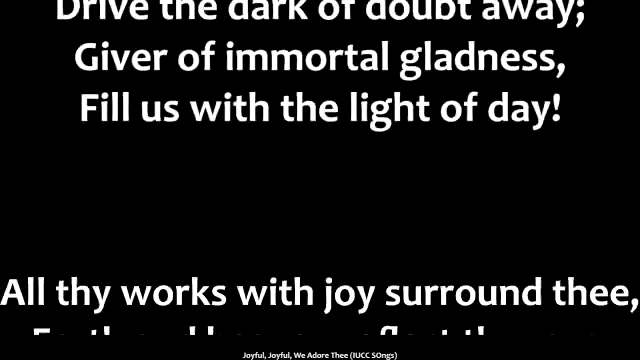 Drive the dark of doubt away;
Giver of immortal gladness,
Fill us with the light of day!
All thy works with joy surround thee,
Joyful, Joyful, We Adore Thee (IUCC SOngs)